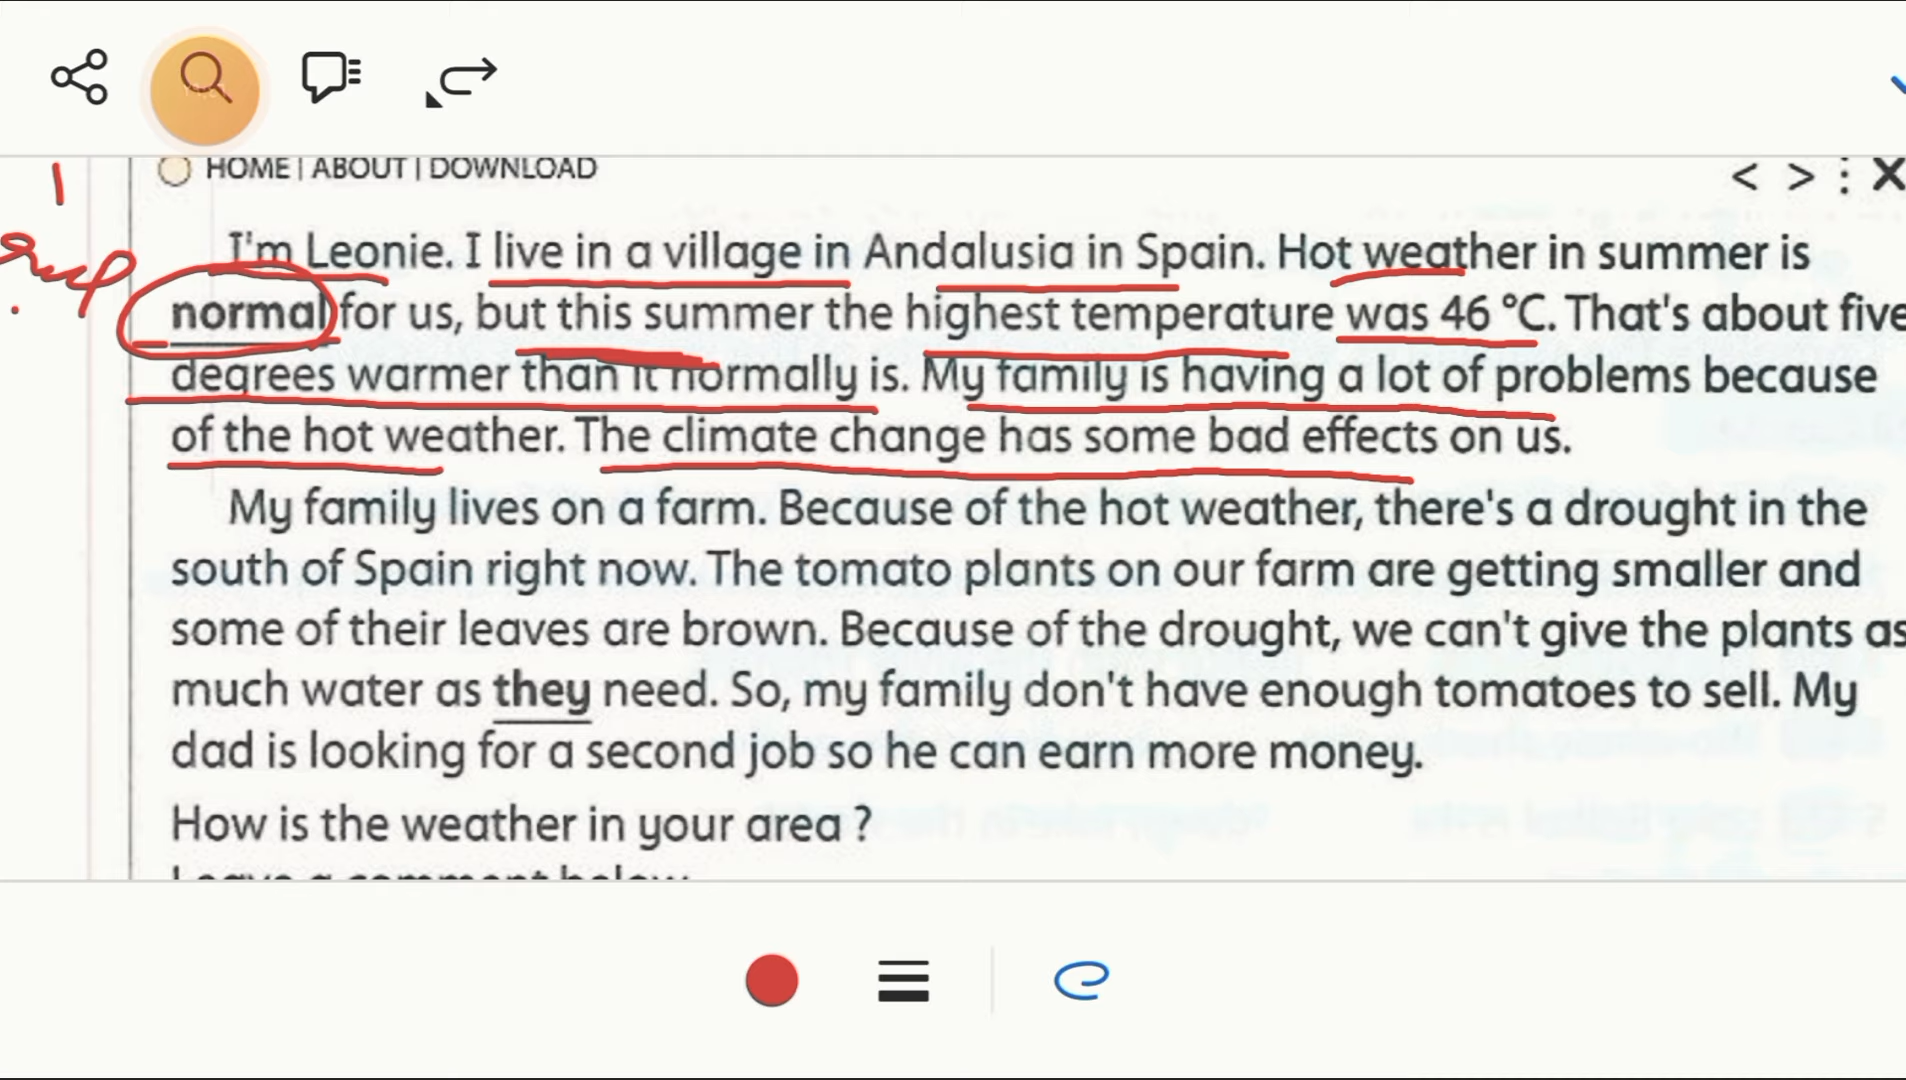 HOME | ABOUT | DOWNLOAD
I'm Leonie. I live in a village in Andalusia in Spain. Hot weather in summer is
normal for us, but this summer the highest temperature was 46 °C. That's about five
degrees warmer than it normally is. My family is having a lot of problems because
of the hot weather. The climate change has some bad effects on us.
My family lives on a farm. Because of the hot weather, there's a drought in the
south of Spain right now. The tomato plants on our farm are getting smaller and
some of their leaves are brown. Because of the drought, we can't give the plants as
much water as they need. So, my family don't have enough tomatoes to sell. My
dad is looking for a second job so he can earn more money.
How is the weather in your area ?
Leave a comment below.